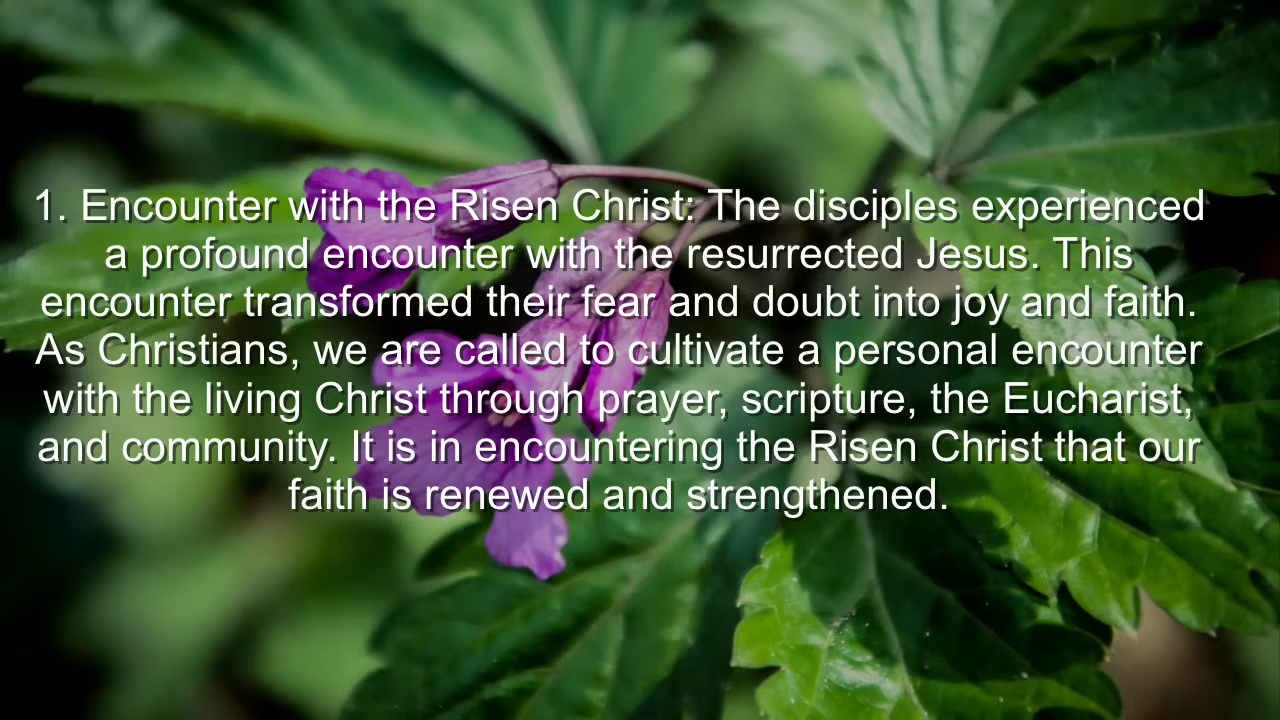 1. Encounter with the Risen Christ: The disciples experienced
a profound encounter with the resurrected Jesus. This
encounter transformed their fear and doubt into joy and faith.
As Christians, we are called to cultivate a personal encounter
with the living Christ through prayer, scripture, the Eucharist,
and community. It is in encountering the Risen Christ that our
faith is renewed and strengthened.